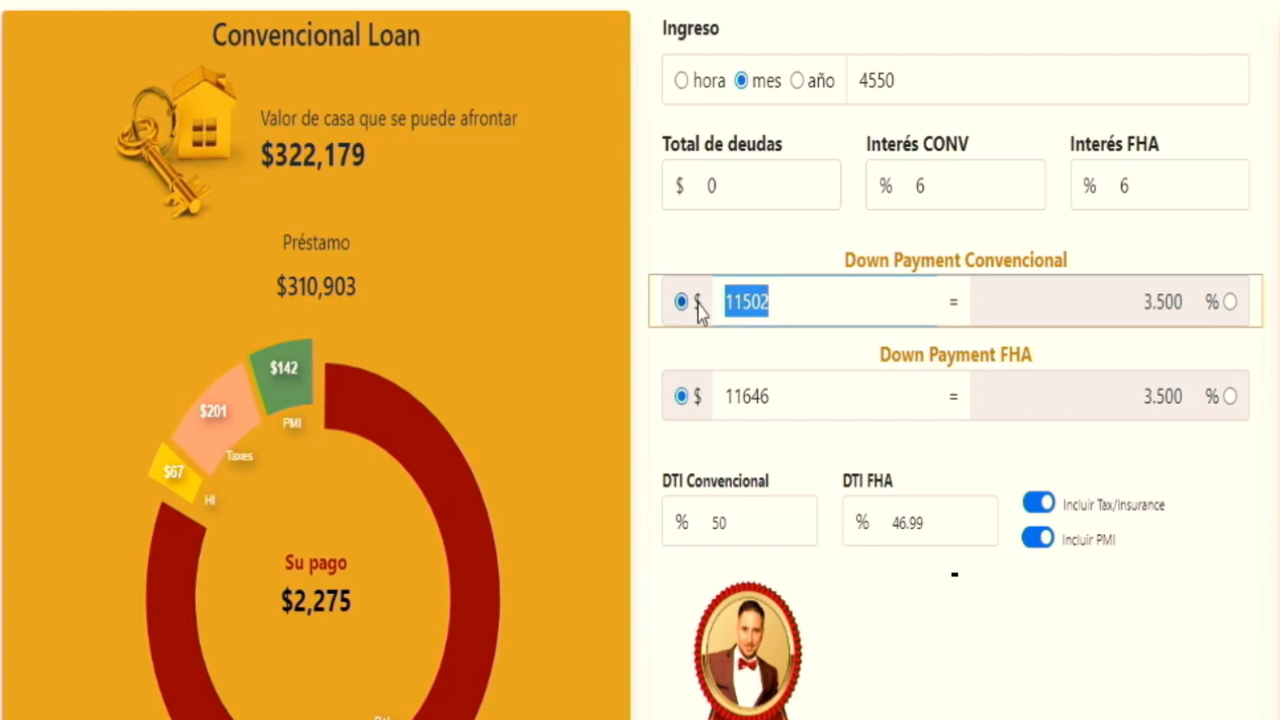 Convencional Loan
Valor de casa que se puede afrontar
$322,179
Préstamo
$310,903
$142
PMI
$201
Taxes
$67
HI
Su pago
$2,275
Ingreso
hora mes año 4550
Total de deudas Interés CONV Interés FHA
$ 0 % 6 % 6
Down Payment Convencional
$ 11502 = 3.500 %
Down Payment FHA
$ 11646 = 3.500 %
DTI Convencional DTI FHA
% 50 % 46.99
Incluir Tax/Insurance
Incluir PMI
-